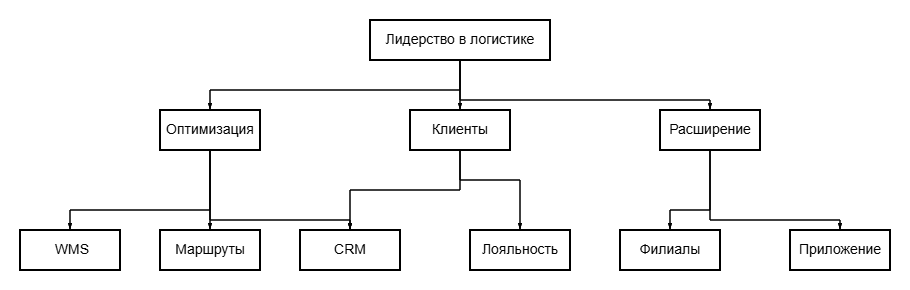 Лидерство в логистике
Оптимизация
Клиенты
Расширение
WMS
Маршруты
CRM
Лояльность
Филиалы
Приложение